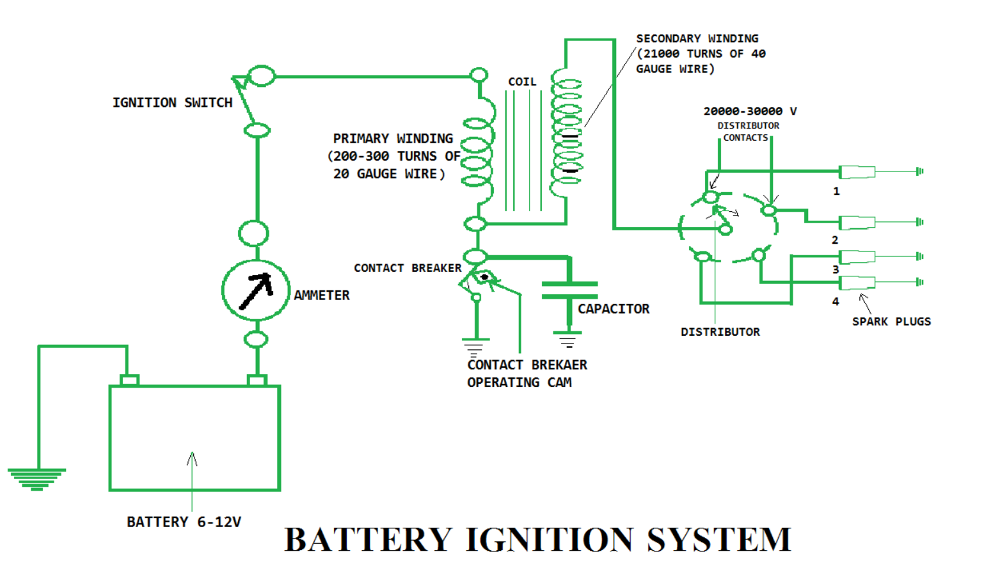 SECONDARY WINDING
(21000 TURNS OF 40
GAUGE WIRE)
COIL
IGNITION SWITCH
20000-30000 V
DISTRIBUTOR
CONTACTS
PRIMARY WINDING
(200-300 TURNS OF
20 GAUGE WIRE)
1
2
CONTACT BREAKER
3
AMMETER
4
CAPACITOR
SPARK PLUGS
DISTRIBUTOR
CONTACT BREKAER
OPERATING CAM
BATTERY 6-12V
BATTERY IGNITION SYSTEM